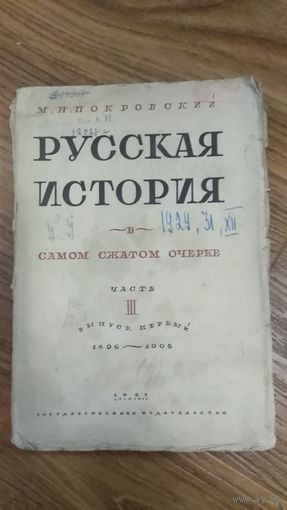 М. Н. ПОКРОВСКИЙ
РУССКАЯ
ИСТОРИЯ
В
1929, 31, XII
САМОМ СЖАТОМ ОЧЕРКЕ
ЧАСТЬ
III
ВЫПУСК ПЕРВЫЙ
1896—1906
ГОСУДАРСТВЕННОЕ ИЗДАТЕЛЬСТВО